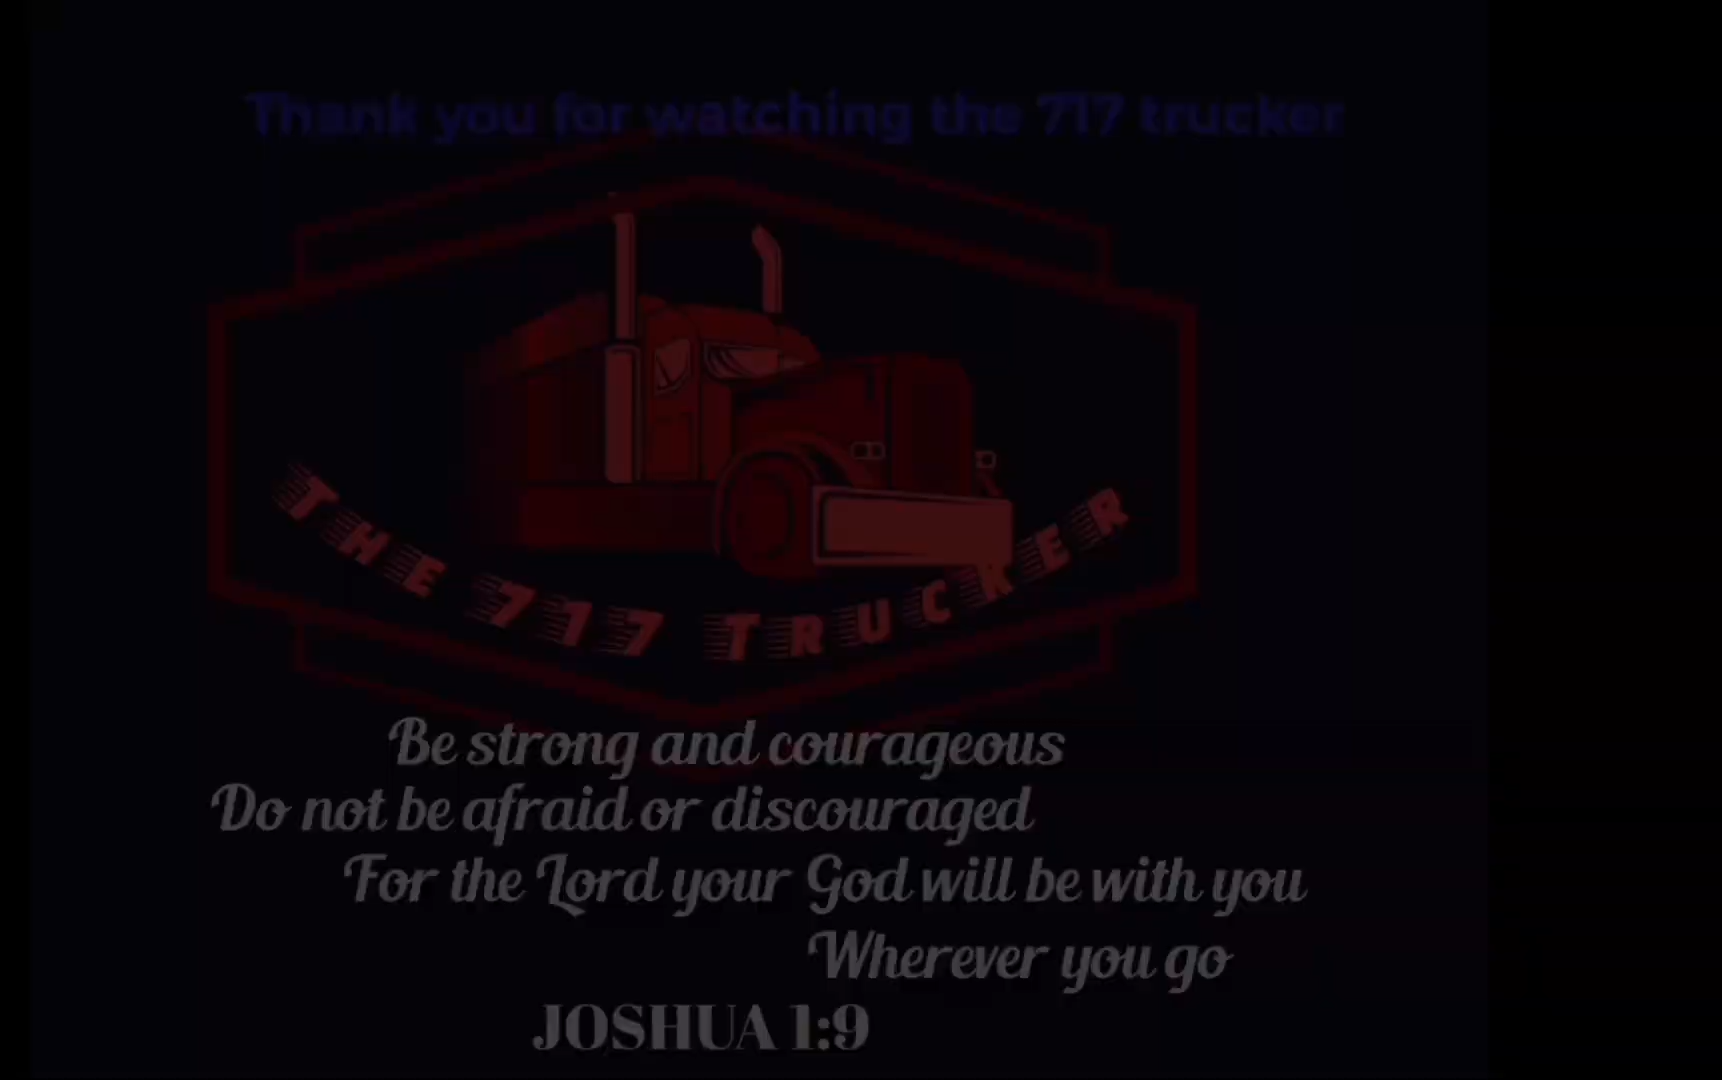 Thank you for watching the 717 trucker
THE 717 TRUCKER
Be strong and courageous
Do not be afraid or discouraged
For the Lord your God will be with you
Wherever you go
JOSHUA 1:9